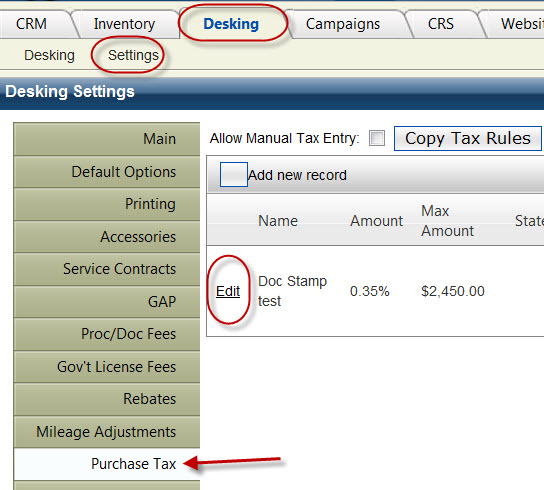 CRM Inventory Desking Campaigns CRS Websi
Desking Settings
Desking Settings
Main
Default Options
Printing
Accessories
Service Contracts
GAP
Proc/Doc Fees
Gov't License Fees
Rebates
Mileage Adjustments
Purchase Tax
Allow Manual Tax Entry: Copy Tax Rules
Add new record
Name Amount Max Amount State
Edit Doc Stamp test 0.35% $2,450.00